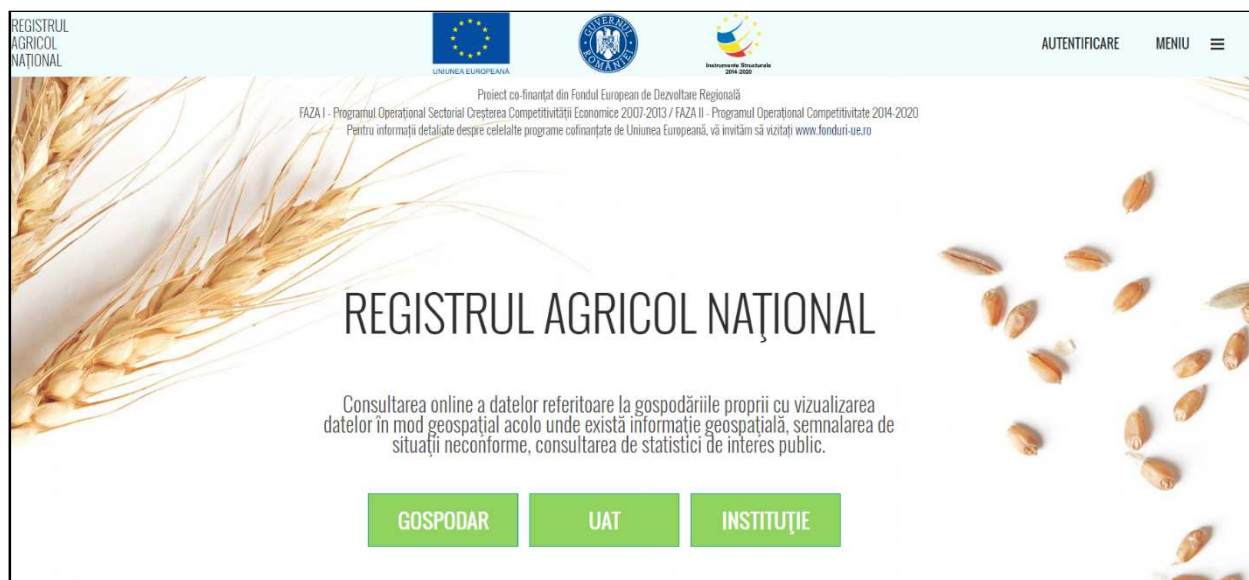 REGISTRUL
AGRICOL
NAȚIONAL
UNIUNEA EUROPEANĂ
GUVERNUL ROMÂNIEI
Instrumente Structurale
2014-2020
AUTENTIFICARE
MENIU
Proiect co-finanțat din Fondul European de Dezvoltare Regională
FAZA I - Programul Operațional Sectorial Creșterea Competitivității Economice 2007-2013 / FAZA II - Programul Operațional Competitivitate 2014-2020
Pentru informații detaliate despre celelalte programe cofinanțate de Uniunea Europeană, vă invităm să vizitați www.fonduri-ue.ro
REGISTRUL AGRICOL NAŢIONAL
Consultarea online a datelor referitoare la gospodăriile proprii cu vizualizarea
datelor în mod geospațial acolo unde există informație geospațială, semnalarea de
situații neconforme, consultarea de statistici de interes public.
GOSPODAR
UAT
INSTITUŢIE